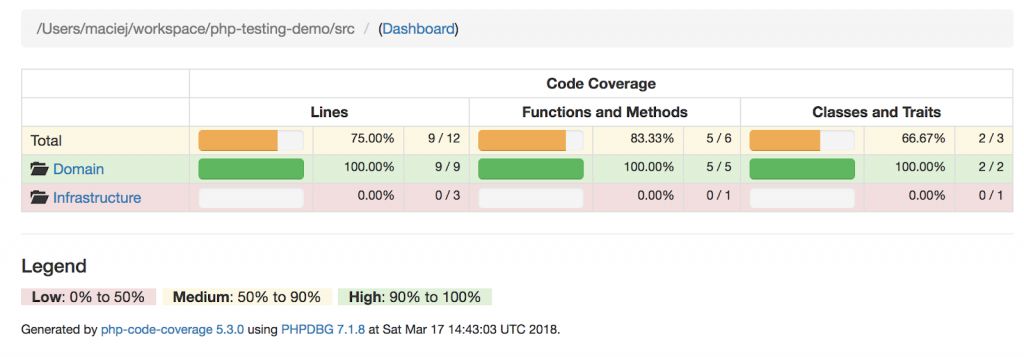 /Users/maciej/workspace/php-testing-demo/src / (Dashboard)
Code Coverage
Lines Functions and Methods Classes and Traits
Total 75.00% 9 / 12 83.33% 5 / 6 66.67% 2 / 3
Domain 100.00% 9 / 9 100.00% 5 / 5 100.00% 2 / 2
Infrastructure 0.00% 0 / 3 0.00% 0 / 1 0.00% 0 / 1
Legend
Low: 0% to 50% Medium: 50% to 90% High: 90% to 100%
Generated by php-code-coverage 5.3.0 using PHPDBG 7.1.8 at Sat Mar 17 14:43:03 UTC 2018.